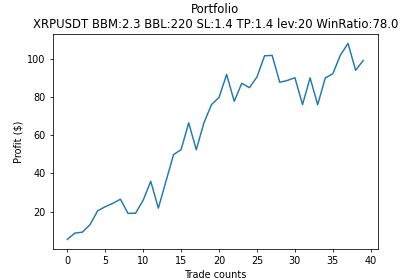 Portfolio
XRPUSDT BBM:2.3 BBL:220 SL:1.4 TP:1.4 lev:20 WinRatio:78.0
Profit ($)
100
80
60
40
20
0 5 10 15 20 25 30 35 40
Trade counts